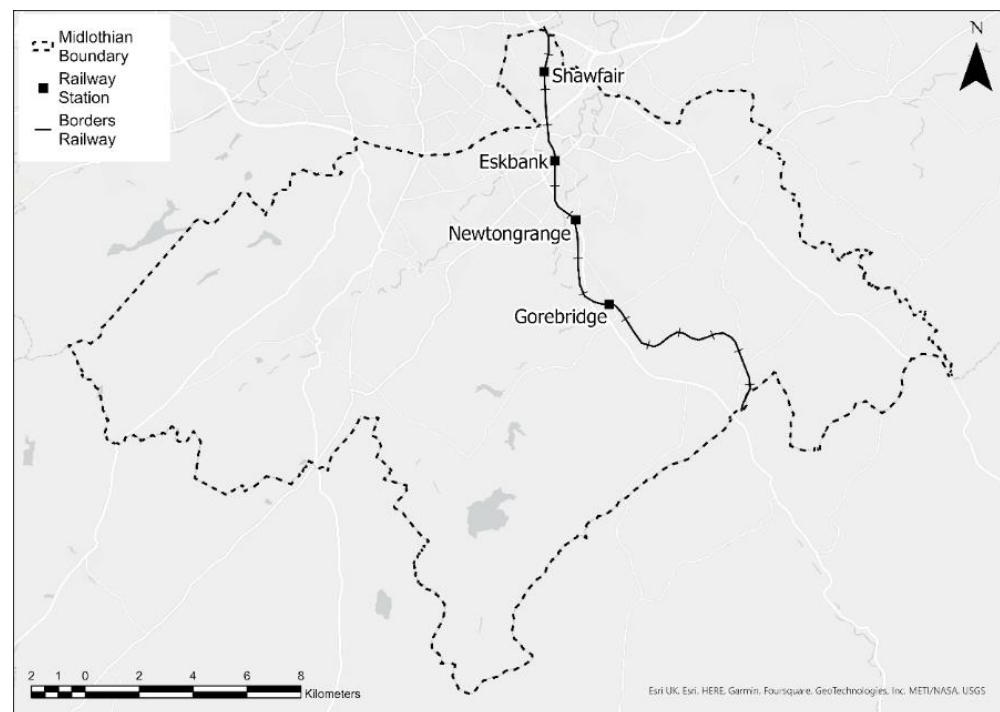 Midlothian
Boundary
Railway
Station
Borders
Railway
N
Shawfair
Eskbank
Newtongrange
Gorebridge
2 1 0 2 4 6 8
Kilometers
Esri UK, Esri, HERE, Garmin, Foursquare, GeoTechnologies, Inc, METI/NASA, USGS